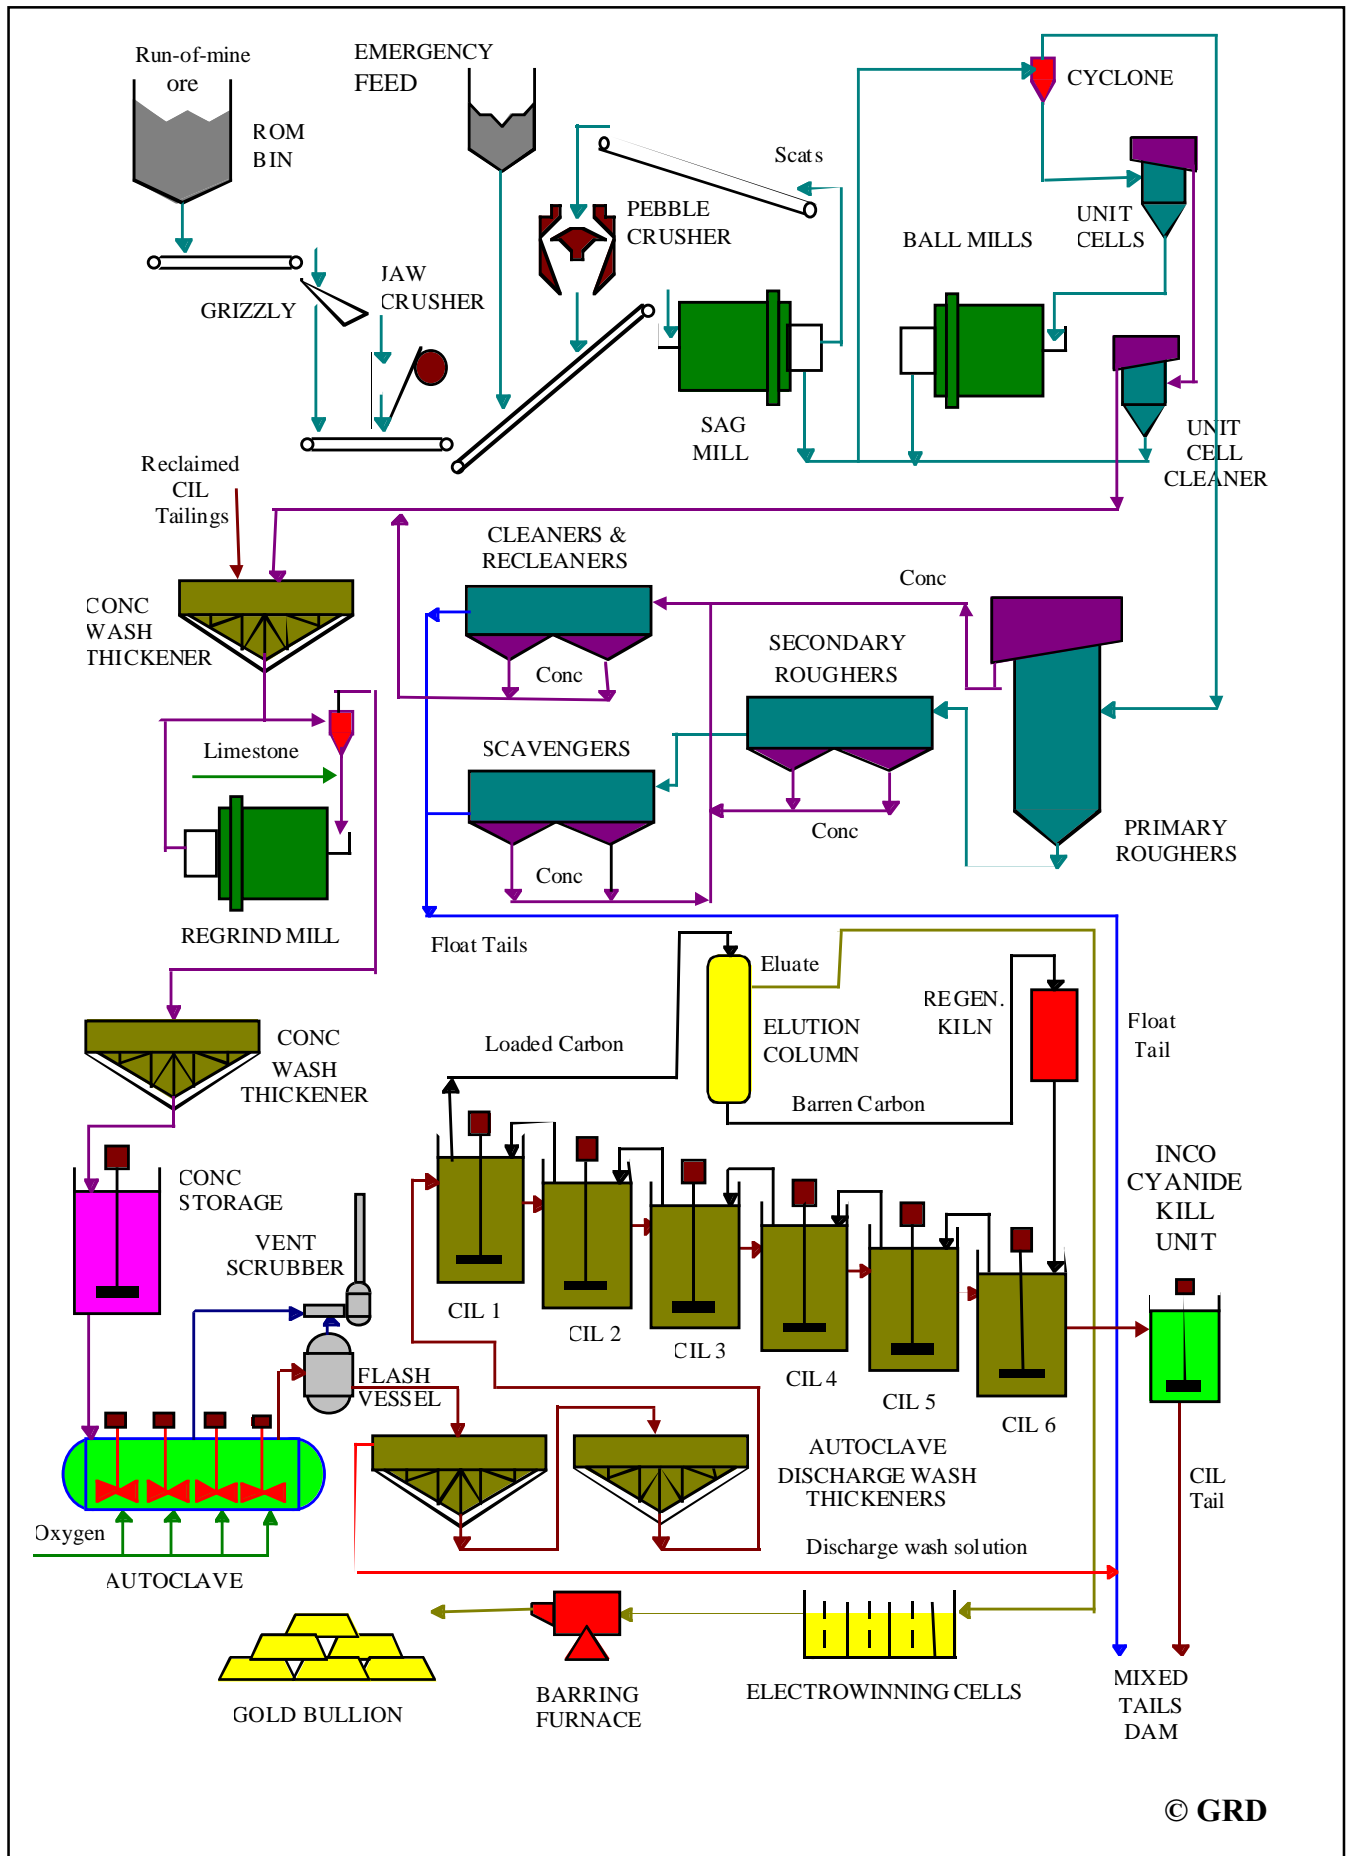 Run-of-mine
ore
ROM
BIN
EMERGENCY
FEED
Scats
CYCLONE
PEBBLE
CRUSHER
UNIT
CELLS
BALL MILLS
GRIZZLY
JAW
CRUSHER
SAG
MILL
UNIT
CELL
CLEANER
Reclaimed
CIL
Tailings
CLEANERS &
RECLEANERS
Conc
CONC
WASH
THICKENER
Conc
SECONDARY
ROUGHERS
Limestone
SCAVENGERS
Conc
PRIMARY
ROUGHERS
Conc
REGRIND MILL
Float Tails
Eluate
REGEN.
KILN
ELUTION
COLUMN
Float
Tail
CONC
WASH
THICKENER
Loaded Carbon
Barren Carbon
CONC
STORAGE
INCO
CYANIDE
KILL
UNIT
VENT
SCRUBBER
CIL 1
CIL 2
CIL 3
CIL 4
CIL 5
CIL 6
FLASH
VESSEL
AUTOCLAVE
DISCHARGE WASH
THICKENERS
CIL
Tail
Oxygen
AUTOCLAVE
Discharge wash solution
GOLD BULLION
BARRING
FURNACE
ELECTROWINNING CELLS
MIXED
TAILS
DAM
© GRD